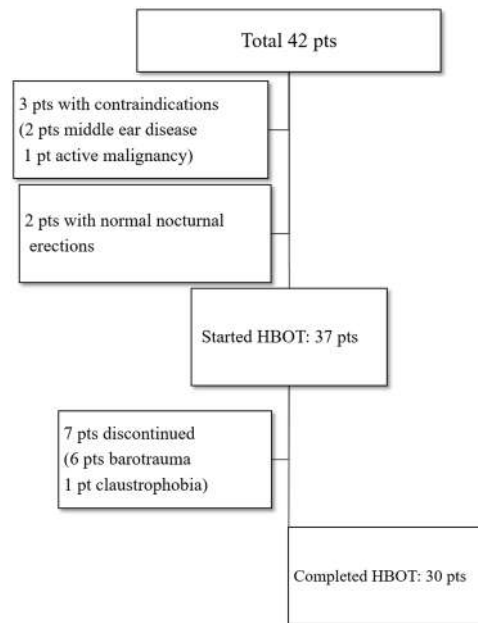 Total 42 pts
3 pts with contraindications
(2 pts middle ear disease
1 pt active malignancy)
2 pts with normal nocturnal
erections
Started HBOT: 37 pts
7 pts discontinued
(6 pts barotrauma
1 pt claustrophobia)
Completed HBOT: 30 pts